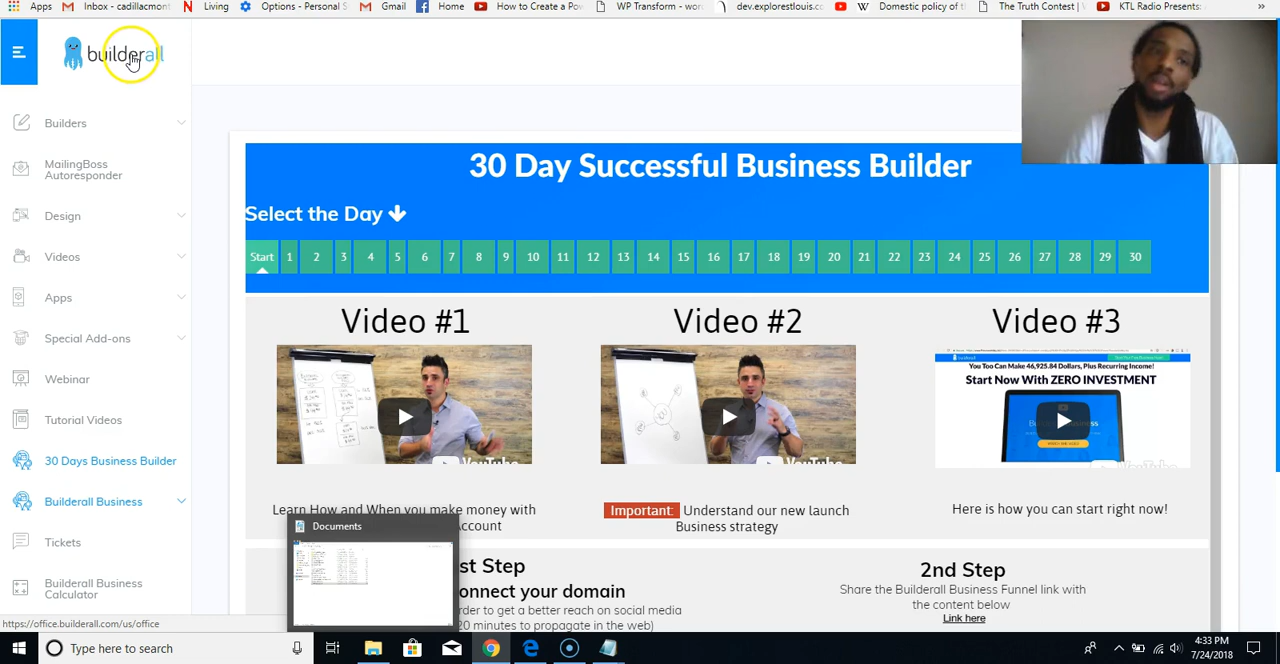 Apps
Inbox - cadillacmont
Living
Options - Personal S
Gmail
Home
How to Create a Pow
WP Transform - wor
dev.explorestlouis.co
Domestic policy of t
The Truth Contest |
KTL Radio Presents:
»
builderall
Builders
MailingBoss
Autoresponder
Design
Videos
Apps
Special Add-ons
Webinar
Tutorial Videos
30 Days Business Builder
Builderall Business
Tickets
Builderall Business
Calculator
https://office.builderall.com/us/office
30 Day Successful Business Builder
Select the Day
Start 1 2 3 4 5 6 7 8 9 10 11 12 13 14 15 16 17 18 19 20 21 22 23 24 25 26 27 28 29 30
Video #1
Video #2
Video #3
YouTube
YouTube
You Too Can Make 46,925.84 Dollars, Plus Recurring Income!
Start Now With ZERO INVESTMENT
Learn How and When you make money with
Account
Important: Understand our new launch
Business strategy
Here is how you can start right now!
Documents
st Step
onnect your domain
order to get a better reach on social media
20 minutes to propagate in the web)
2nd Step
Share the Builderall Business Funnel link with
the content below
Link here
Type here to search
4:33 PM
7/24/2018